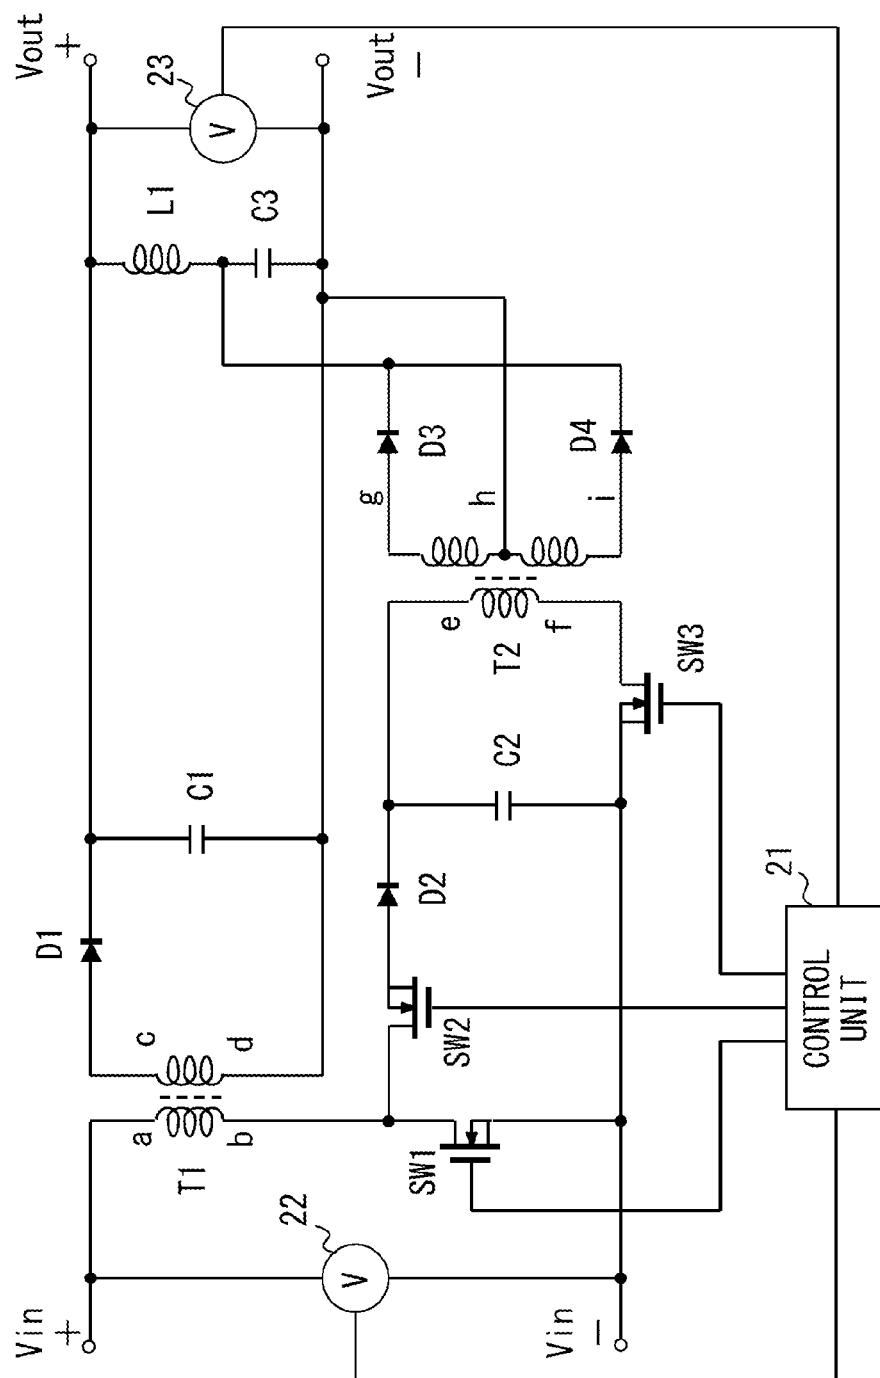 Vin +
Vin −
22
V
T1
a
b
c
d
D1
C1
SW1
SW2
D2
C2
T2
e
f
g
h
i
SW3
D3
D4
L1
C3
23
V
Vout +
Vout −
21
CONTROL
UNIT